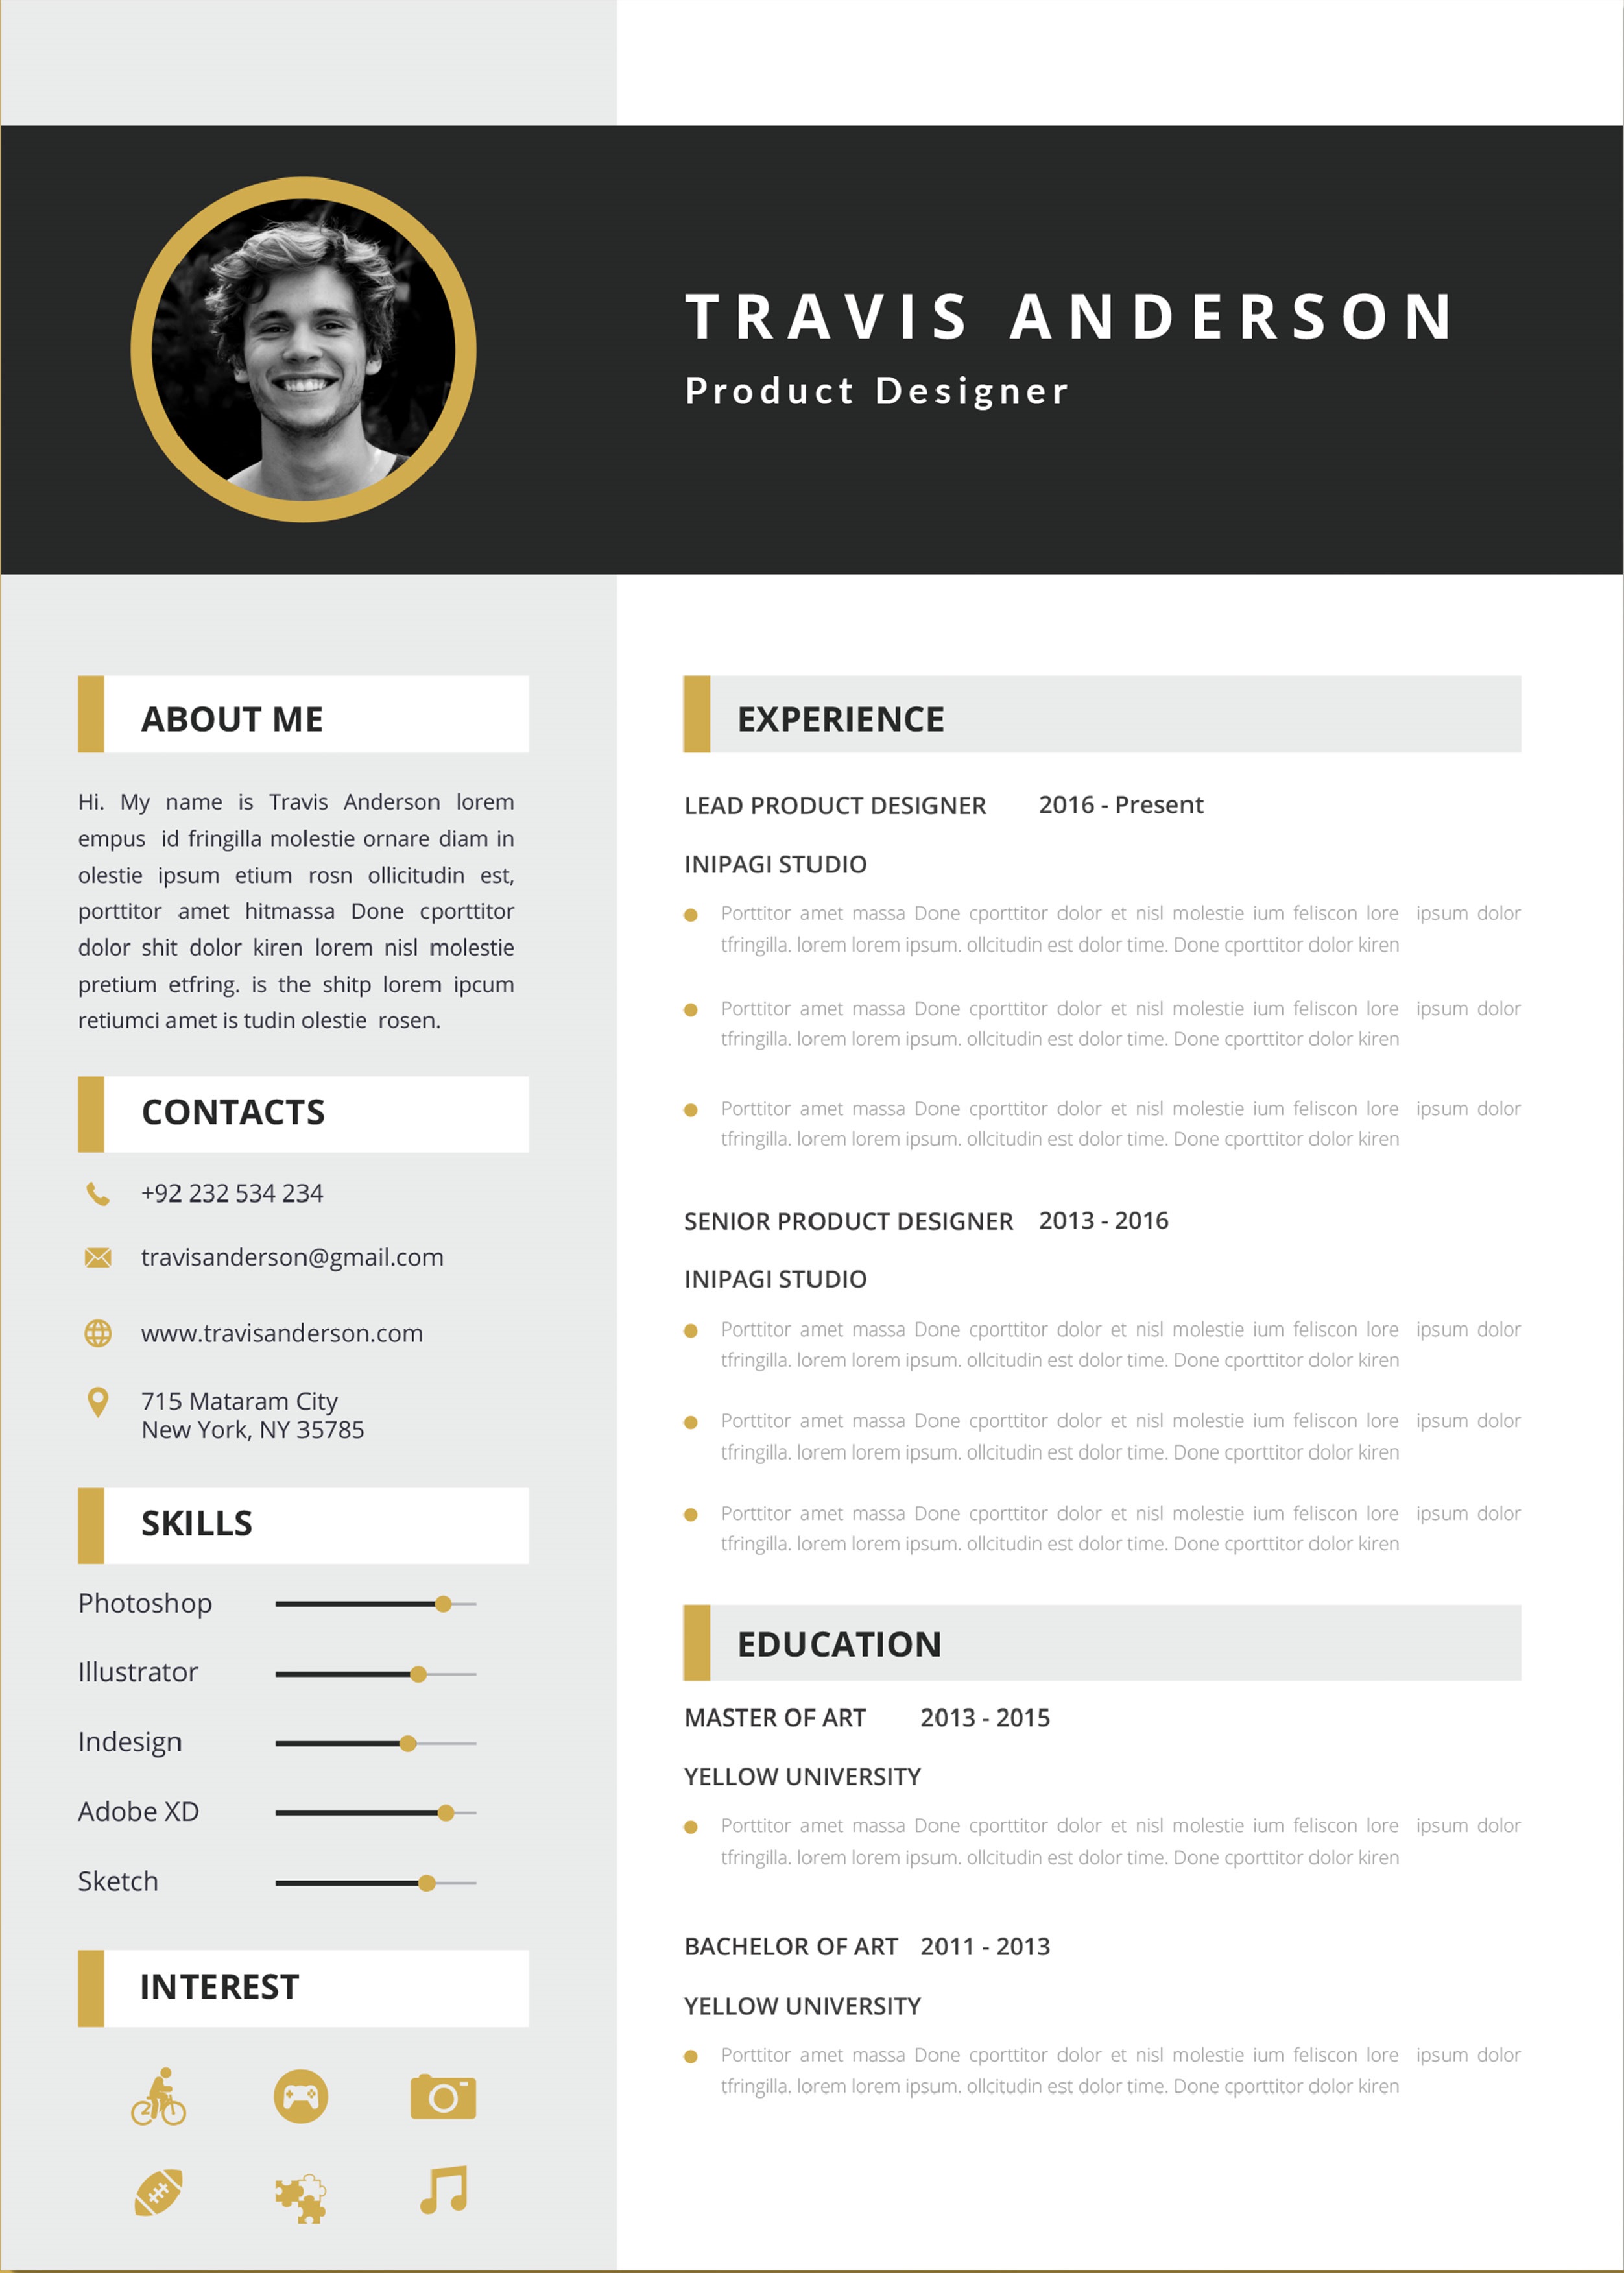 TRAVIS ANDERSON
Product Designer
ABOUT ME
Hi. My name is Travis Anderson lorem
empus id fringilla molestie ornare diam in
olestie ipsum etium rosn ollicitudin est,
porttitor amet hitmassa Done cporttitor
dolor shit dolor kiren lorem nisl molestie
pretium etfring. is the shitp lorem ipcum
retiumci amet is tudin olestie rosen.
CONTACTS
+92 232 534 234
travisanderson@gmail.com
www.travisanderson.com
715 Mataram City
New York, NY 35785
SKILLS
Photoshop
Illustrator
Indesign
Adobe XD
Sketch
INTEREST
EXPERIENCE
LEAD PRODUCT DESIGNER 2016 - Present
INIPAGI STUDIO
Porttitor amet massa Done cporttitor dolor et nisl molestie ium feliscon lore ipsum dolor
tfringilla. lorem lorem ipsum. ollcitudin est dolor time. Done cporttitor dolor kiren
Porttitor amet massa Done cporttitor dolor et nisl molestie ium feliscon lore ipsum dolor
tfringilla. lorem lorem ipsum. ollcitudin est dolor time. Done cporttitor dolor kiren
Porttitor amet massa Done cporttitor dolor et nisl molestie ium feliscon lore ipsum dolor
tfringilla. lorem lorem ipsum. ollcitudin est dolor time. Done cporttitor dolor kiren
SENIOR PRODUCT DESIGNER 2013 - 2016
INIPAGI STUDIO
Porttitor amet massa Done cporttitor dolor et nisl molestie ium feliscon lore ipsum dolor
tfringilla. lorem lorem ipsum. ollcitudin est dolor time. Done cporttitor dolor kiren
Porttitor amet massa Done cporttitor dolor et nisl molestie ium feliscon lore ipsum dolor
tfringilla. lorem lorem ipsum. ollcitudin est dolor time. Done cporttitor dolor kiren
Porttitor amet massa Done cporttitor dolor et nisl molestie ium feliscon lore ipsum dolor
tfringilla. lorem lorem ipsum. ollcitudin est dolor time. Done cporttitor dolor kiren
EDUCATION
MASTER OF ART 2013 - 2015
YELLOW UNIVERSITY
Porttitor amet massa Done cporttitor dolor et nisl molestie ium feliscon lore ipsum dolor
tfringilla. lorem lorem ipsum. ollcitudin est dolor time. Done cporttitor dolor kiren
BACHELOR OF ART 2011 - 2013
YELLOW UNIVERSITY
Porttitor amet massa Done cporttitor dolor et nisl molestie ium feliscon lore ipsum dolor
tfringilla. lorem lorem ipsum. ollcitudin est dolor time. Done cporttitor dolor kiren